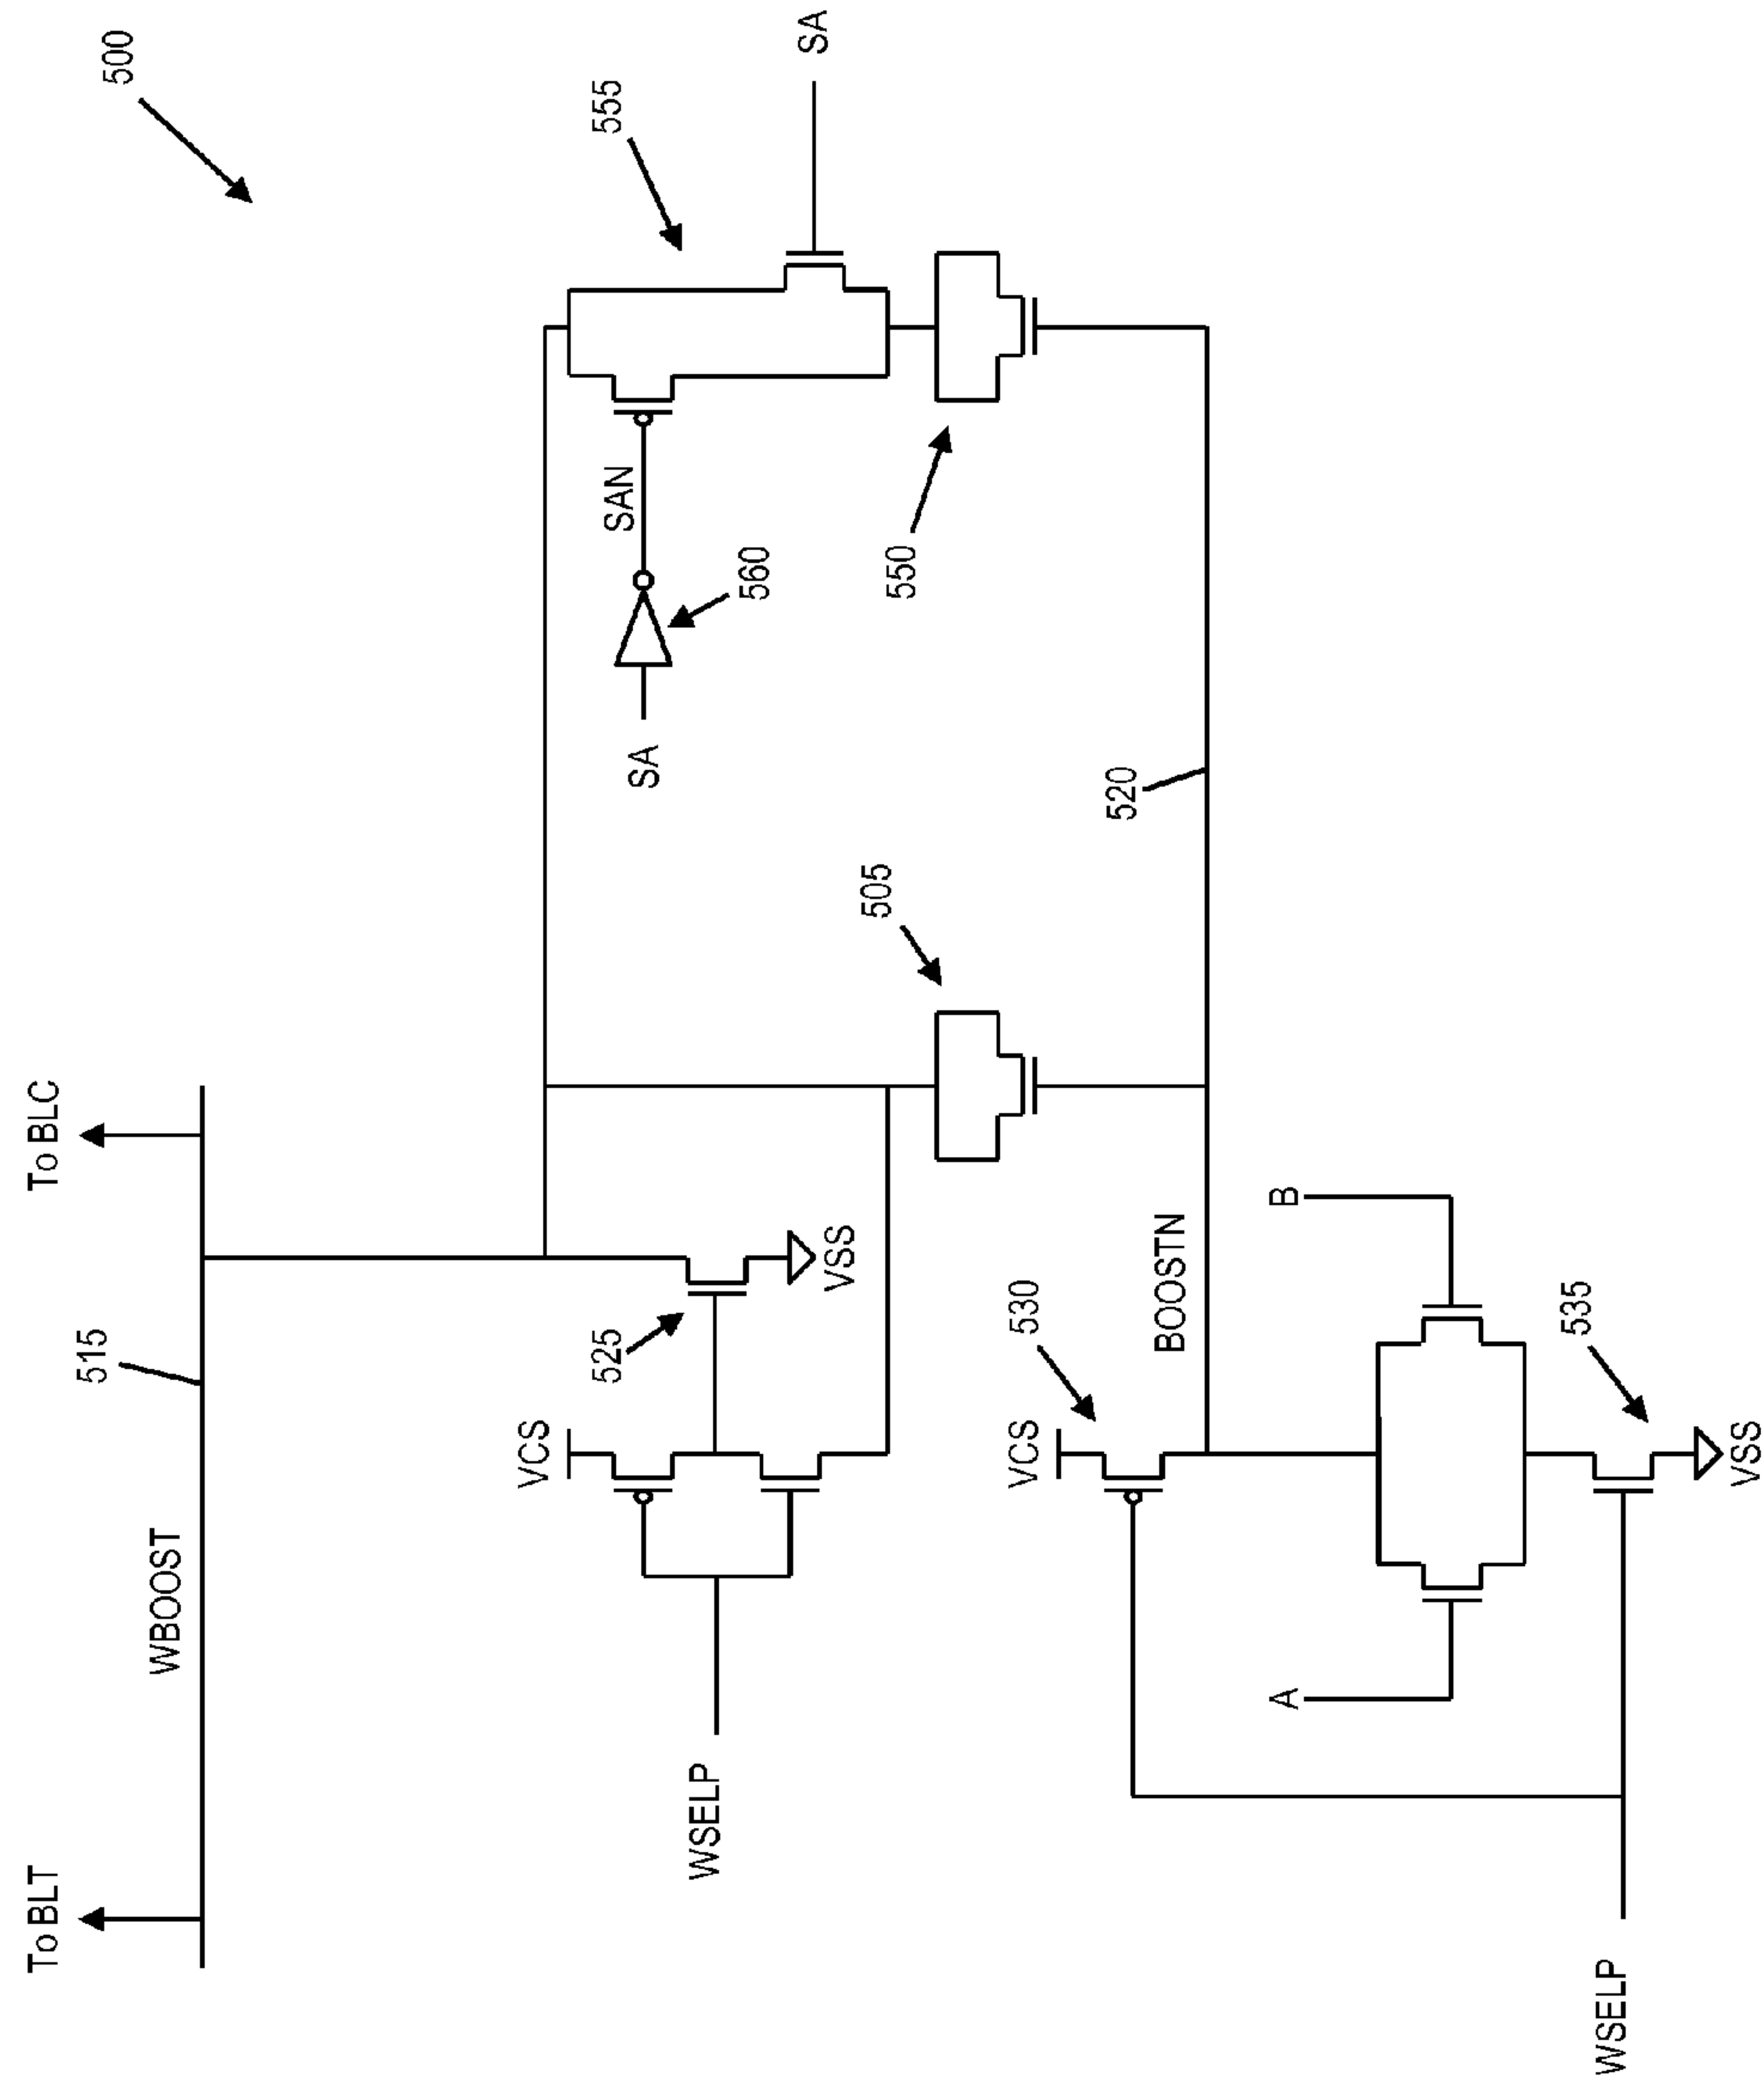 500
To BLT
To BLC
515
WBOOST
555
SA
VCS
525
VSS
SAN
SA
560
WSELP
505
550
VCS
530
BOOSTN
520
A
B
535
WSELP
VSS